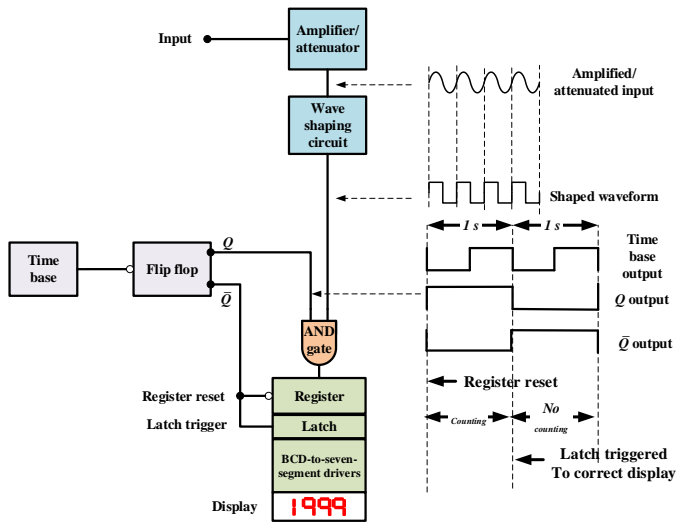 Input
Amplifier/
attenuator
Wave
shaping
circuit
Amplified/
attenuated input
Shaped waveform
1 s
1 s
Time
base
Flip flop
Q
Q̄
Time
base
output
Q output
Q̄ output
AND
gate
Register reset
Register
Latch trigger
Latch
BCD-to-seven-
segment drivers
Display
1999
Register reset
Counting
No
counting
Latch triggered
To correct display